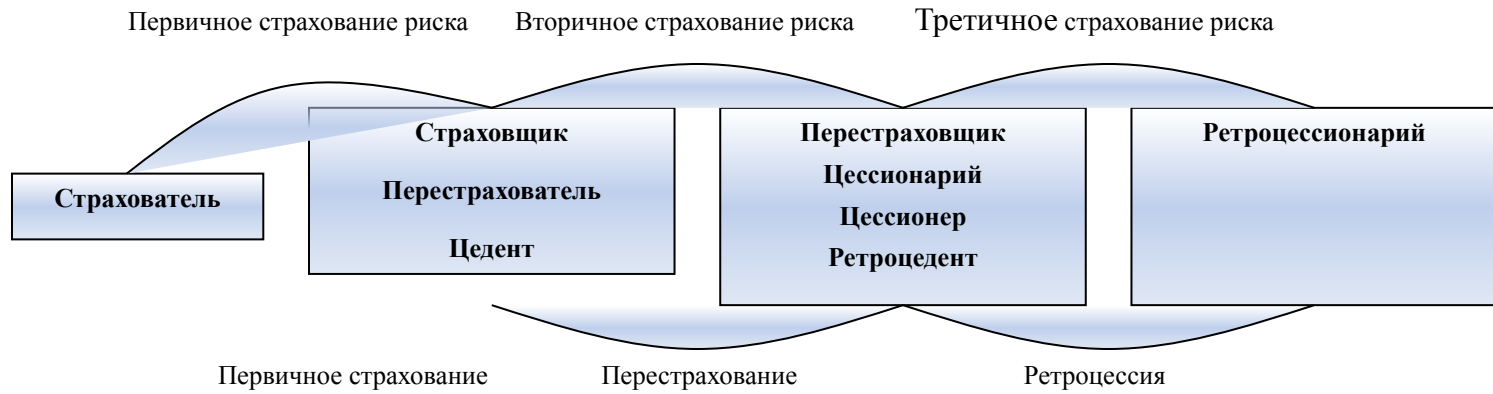 Первичное страхование риска
Вторичное страхование риска
Третичное страхование риска
Страхователь
Страховщик
Перестрахователь
Цедент
Перестраховщик
Цессионарий
Цессионер
Ретроцедент
Ретроцессионарий
Первичное страхование
Перестрахование
Ретроцессия